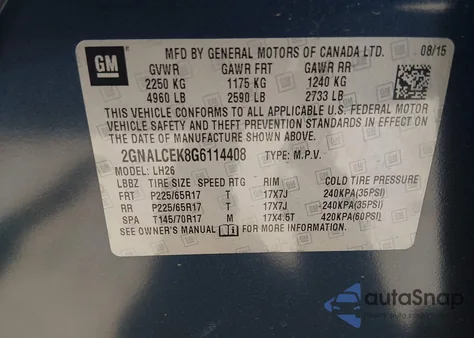 GM
MFD BY GENERAL MOTORS OF CANADA LTD. 08/15
GVWR GAWR FRT GAWR RR
2250 KG 1175 KG 1240 KG
4960 LB 2590 LB 2733 LB
THIS VEHICLE CONFORMS TO ALL APPLICABLE U.S. FEDERAL MOTOR
VEHICLE SAFETY AND THEFT PREVENTION STANDARDS IN EFFECT ON THE
DATE OF MANUFACTURE SHOWN ABOVE.
2GNALCEK8G6114408 TYPE: M.P.V.
MODEL: LH26
LBBZ TIRE SIZE SPEED RTG RIM COLD TIRE PRESSURE
FRT P225/65R17 T 17X7J 240KPA(35PSI)
RR P225/65R17 T 17X7J 240KPA(35PSI)
SPA T145/70R17 M 17X4.5T 420KPA(60PSI)
SEE OWNER'S MANUAL FOR MORE INFORMATION
autoSnap